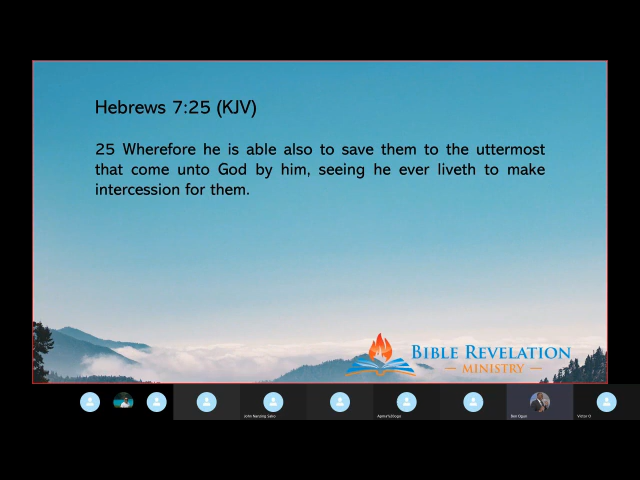 Hebrews 7:25 (KJV)
25 Wherefore he is able also to save them to the uttermost
that come unto God by him, seeing he ever liveth to make
intercession for them.
BIBLE REVELATION
MINISTRY
Victor O